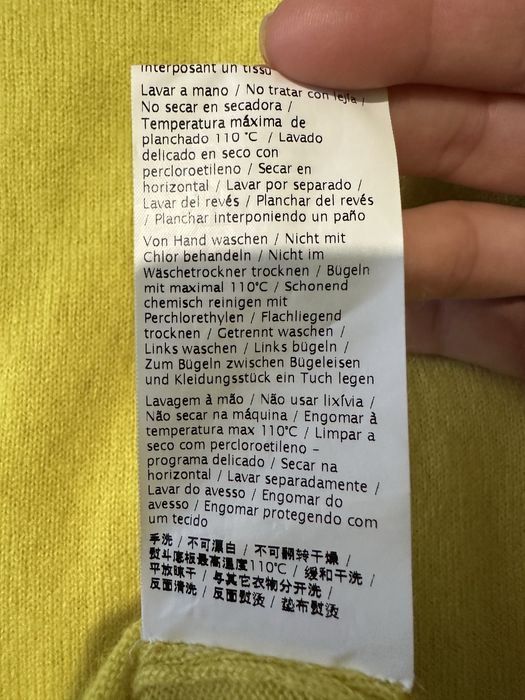 interposant un tissu
Lavar a mano / No tratar con lejía /
No secar en secadora /
Temperatura máxima de
planchado 110 °C / Lavado
delicado en seco con
percloroetileno / Secar en
horizontal / Lavar por separado /
Lavar del revés / Planchar del revés
/ Planchar interponiendo un paño
Von Hand waschen / Nicht mit
Chlor behandeln / Nicht im
Wäschetrockner trocknen / Bügeln
mit maximal 110°C / Schonend
chemisch reinigen mit
Perchlorethylen / Flachliegend
trocknen / Getrennt waschen /
Links waschen / Links bügeln /
Zum Bügeln zwischen Bügeleisen
und Kleidungsstück ein Tuch legen
Lavagem à mão / Não usar lixívia /
Não secar na máquina / Engomar à
temperatura max 110°C / Limpar a
seco com percloroetileno –
programa delicado / Secar na
horizontal / Lavar separadamente /
Lavar do avesso / Engomar do
avesso / Engomar protegendo com
um tecido
手洗 / 不可漂白 / 不可翻转干燥 /
熨斗底板最高温度110°C / 缓和干洗 /
平放晾干 / 与其它衣物分开洗 /
反面清洗 / 反面熨烫 / 垫布熨烫